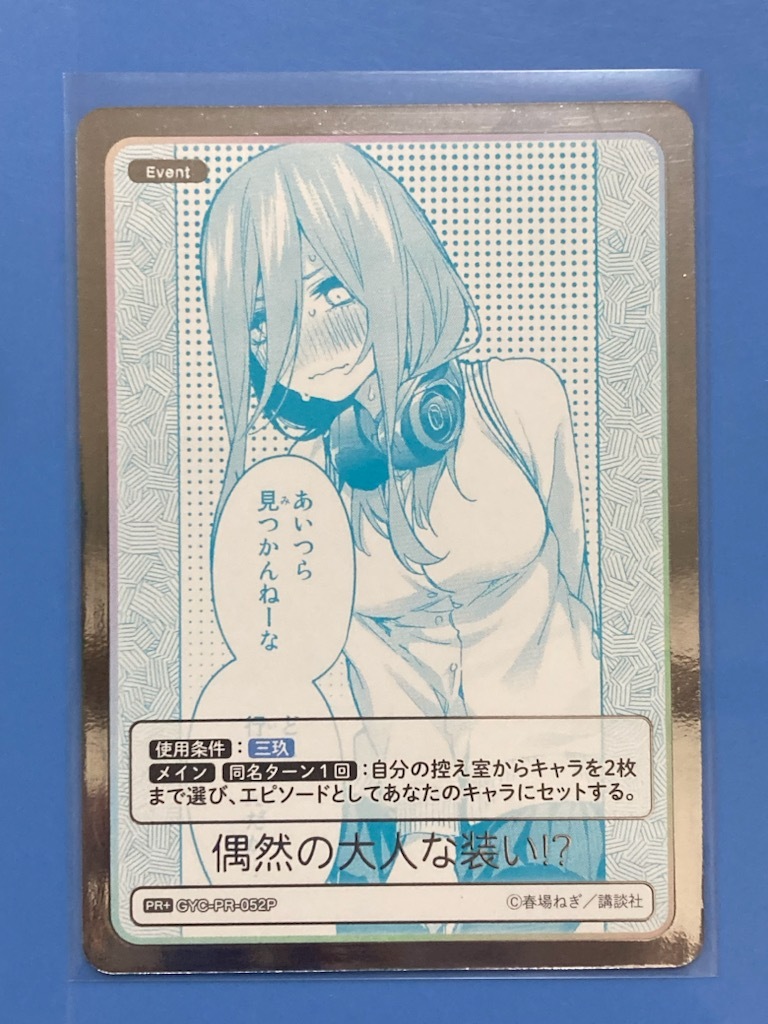 Event
あいつら
見つかんねーな
使用条件：三玖
メイン 同名ターン1回：自分の控え室からキャラを2枚
まで選び、エピソードとしてあなたのキャラにセットする。
偶然の大人な装い!?
PR+ GYC-PR-052P
©春場ねぎ／講談社